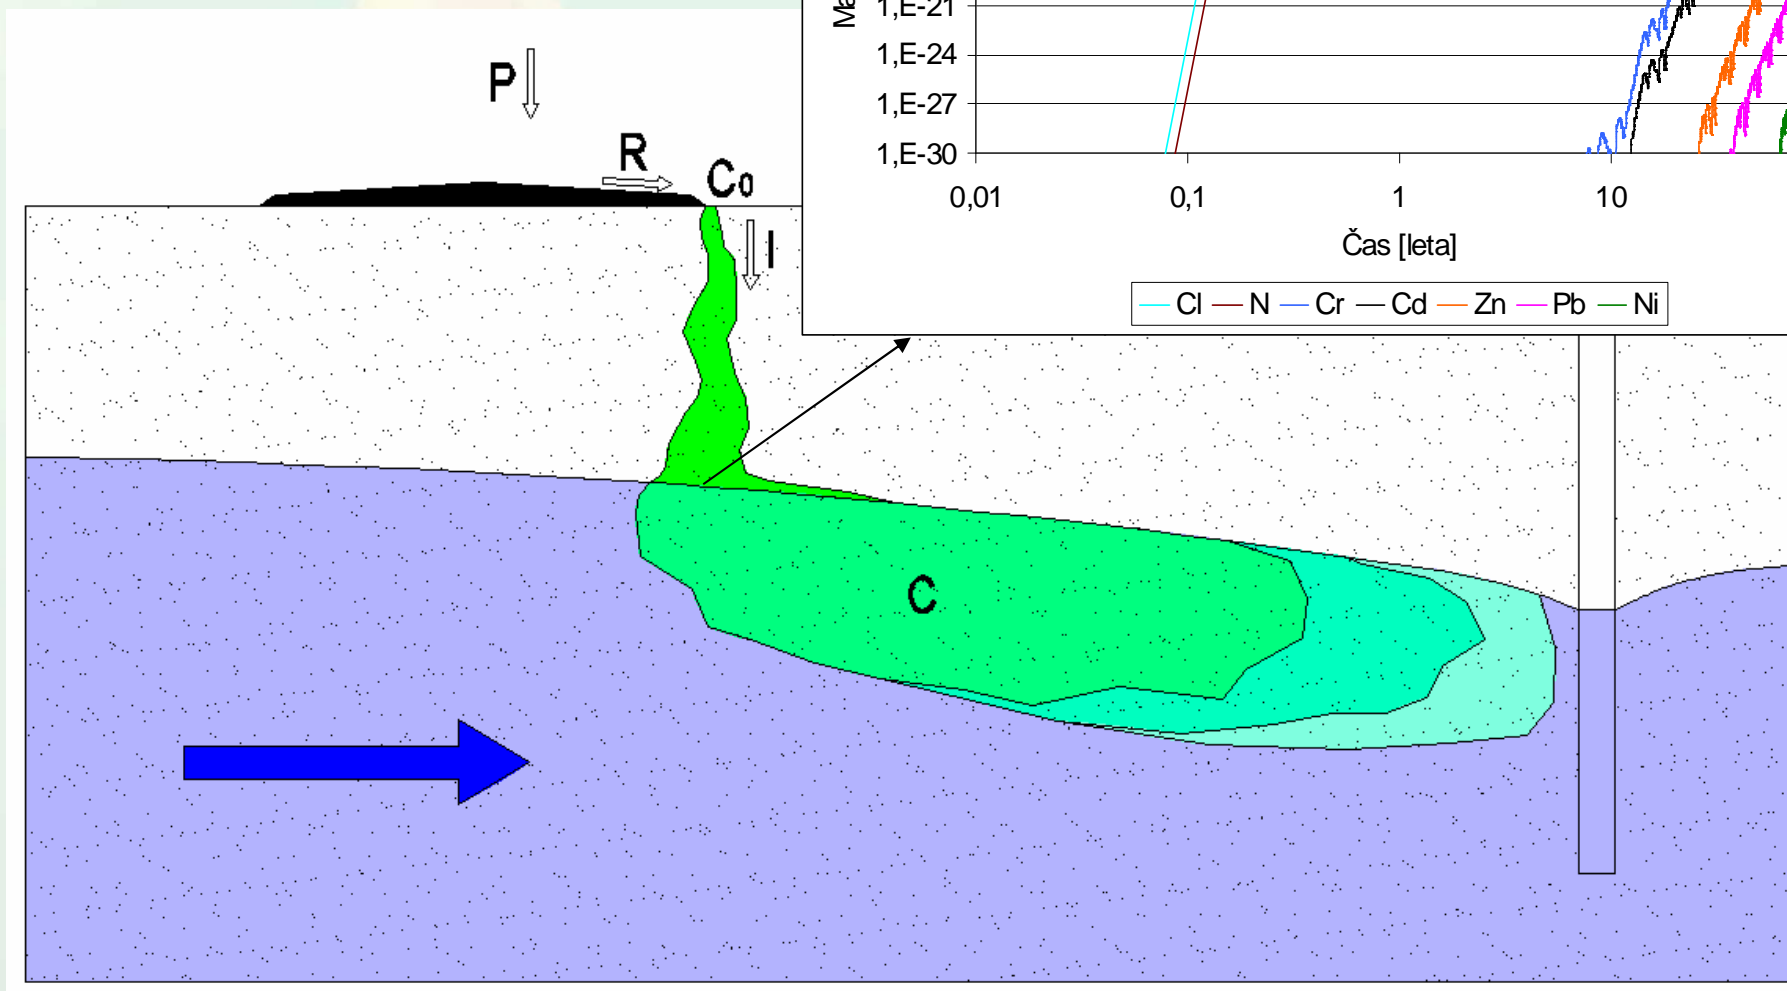 Ma
1,E-21
1,E-24
1,E-27
1,E-30
0,01 0,1 1 10
Čas [leta]
Cl N Cr Cd Zn Pb Ni
P
R
C0
I
C